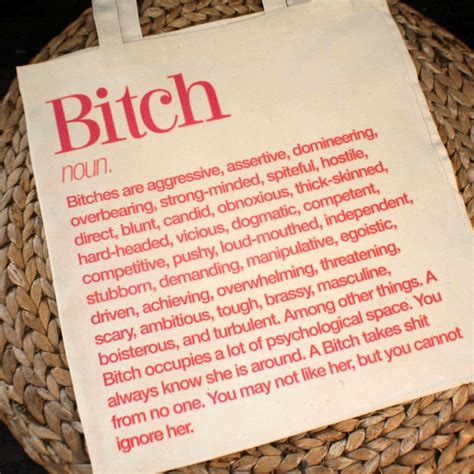 Bitch
noun.
Bitches are aggressive, assertive, domineering,
overbearing, strong-minded, spiteful, hostile,
direct, blunt, candid, obnoxious, thick-skinned,
hard-headed, vicious, dogmatic, competent,
competitive, pushy, loud-mouthed, independent,
stubborn, demanding, manipulative, egoistic,
driven, achieving, overwhelming, threatening,
scary, ambitious, tough, brassy, masculine,
boisterous, and turbulent. Among other things. A
Bitch occupies a lot of psychological space. You
always know she is around. A Bitch takes shit
from no one. You may not like her, but you cannot
ignore her.